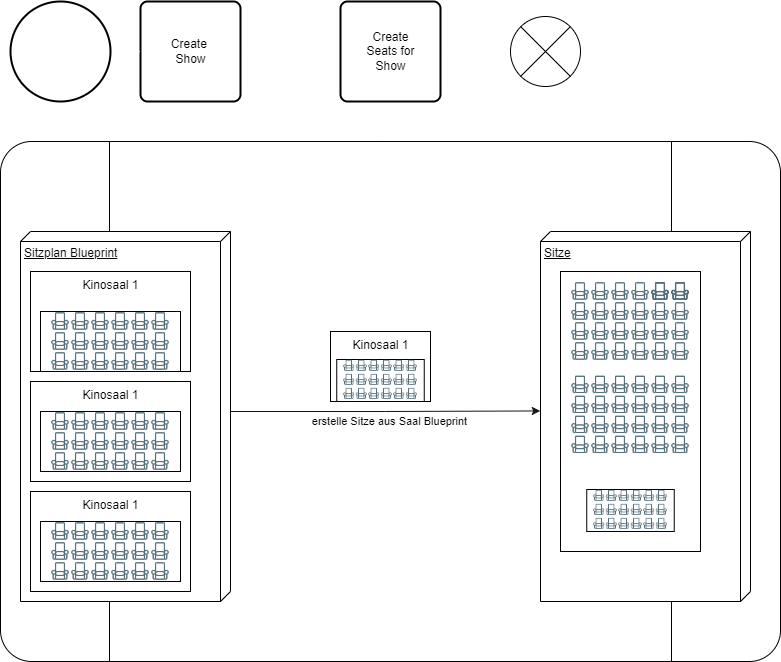 Create
Show
Create
Seats for
Show
Sitzplan Blueprint
Kinosaal 1
Kinosaal 1
Kinosaal 1
Kinosaal 1
erstelle Sitze aus Saal Blueprint
Sitze